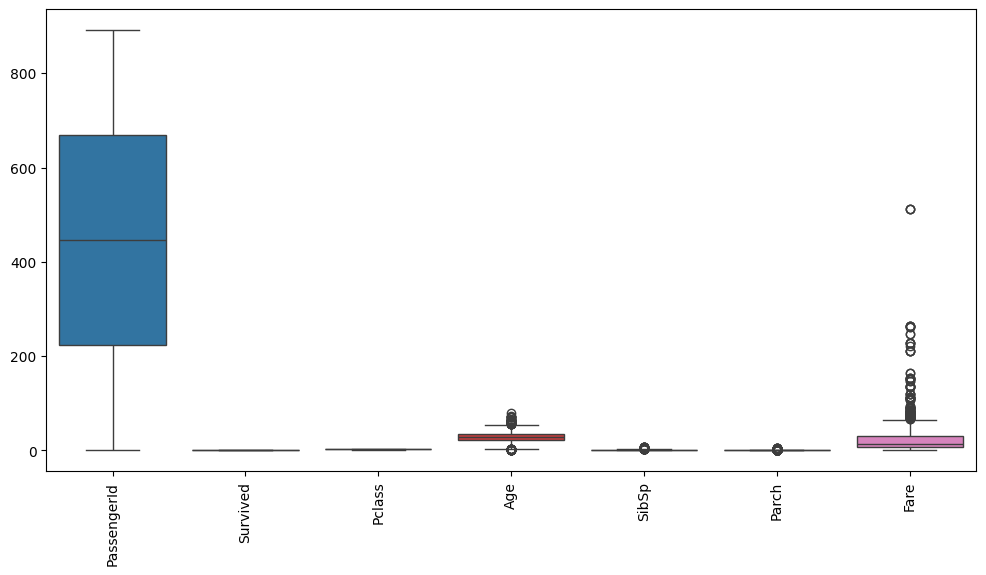 800
600
400
200
0
PassengerId
Survived
Pclass
Age
SibSp
Parch
Fare